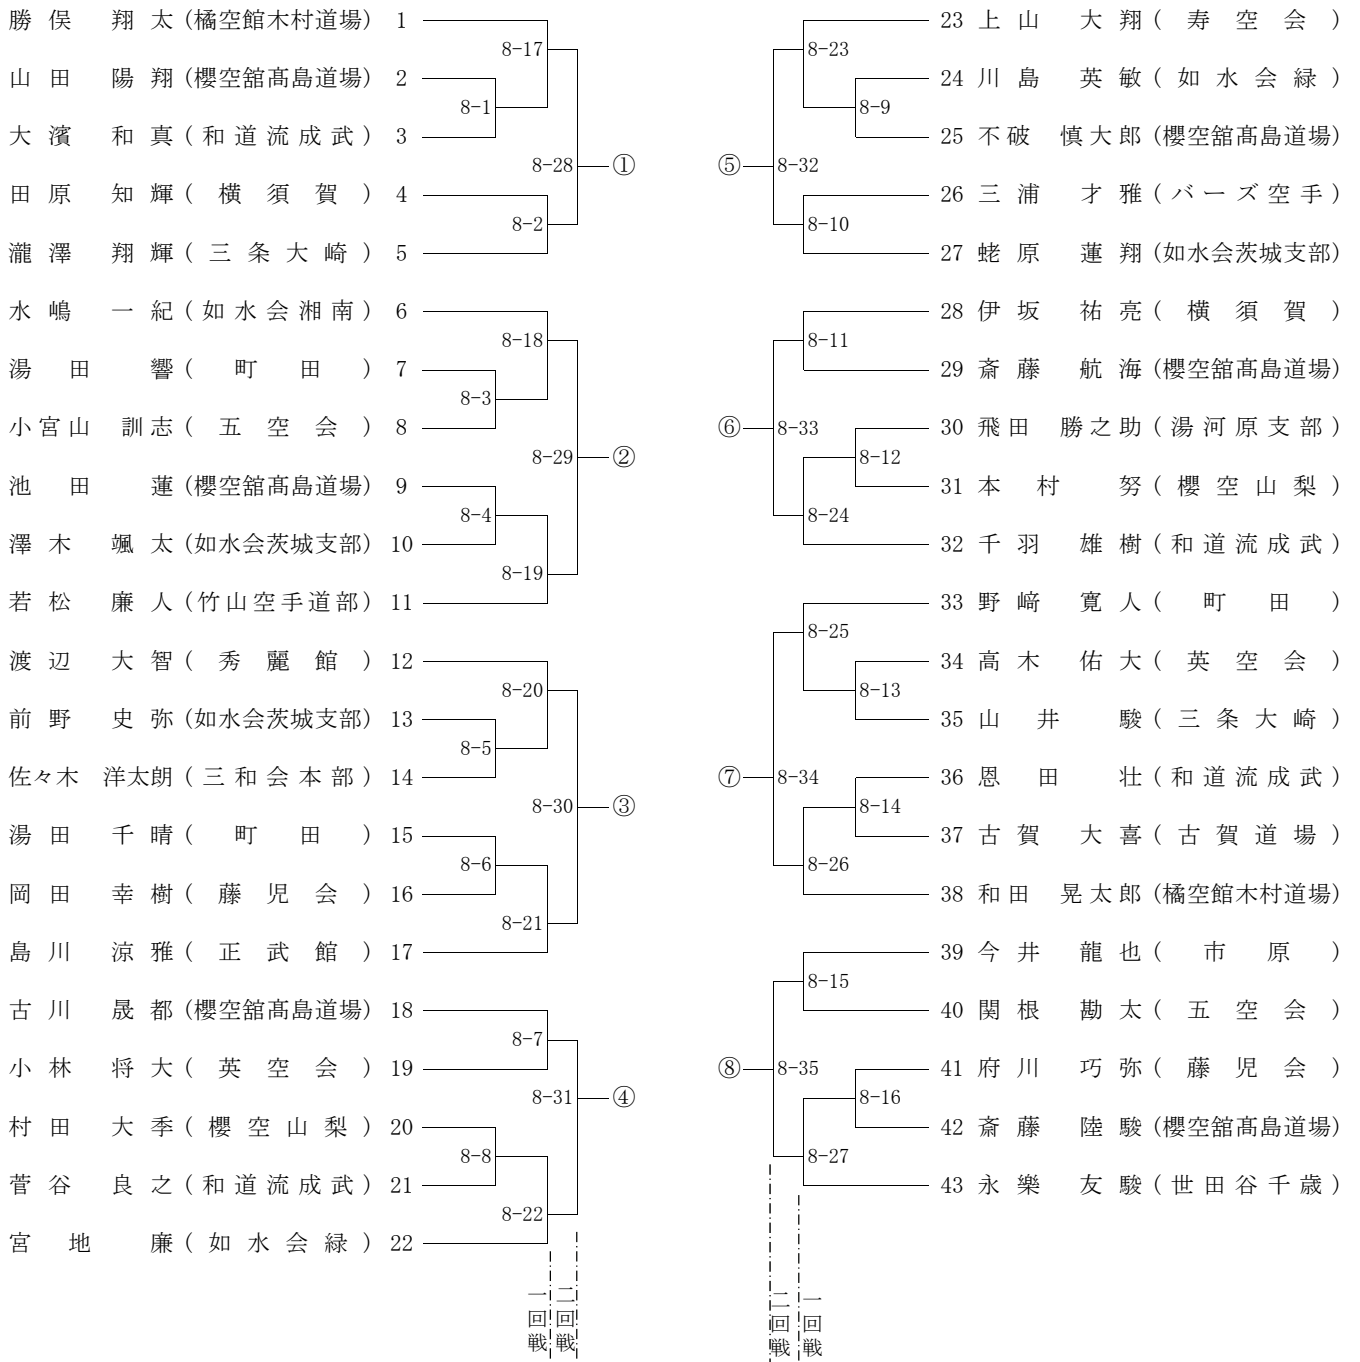 勝俣 翔太 (橘空館木村道場) 1
8-17
山田 陽翔 (櫻空舘髙島道場) 2
8-1
大濱 和真 (和道流成武) 3
8-28 ①
田原 知輝 (横須賀) 4
8-2
瀧澤 翔輝 (三条大崎) 5
水嶋 一紀 (如水会湘南) 6
8-18
湯田 響 (町田) 7
8-3
小宮山 訓志 (五空会) 8
8-29 ②
池田 蓮 (櫻空舘髙島道場) 9
8-4
澤木 颯太 (如水会茨城支部) 10
8-19
若松 廉人 (竹山空手道部) 11
渡辺 大智 (秀麗館) 12
8-20
前野 史弥 (如水会茨城支部) 13
8-5
佐々木 洋太朗 (三和会本部) 14
8-30 ③
湯田 千晴 (町田) 15
8-6
岡田 幸樹 (藤児会) 16
8-21
島川 涼雅 (正武館) 17
古川 晟都 (櫻空舘髙島道場) 18
8-7
小林 将大 (英空会) 19
8-31 ④
村田 大季 (櫻空山梨) 20
8-8
菅谷 良之 (和道流成武) 21
8-22
宮地 廉 (如水会緑) 22
一回戦
二回戦
23 上山 大翔 (寿空会)
8-23
24 川島 英敏 (如水会緑)
8-9
25 不破 慎大郎 (櫻空舘髙島道場)
⑤ 8-32
26 三浦 才雅 (バーズ空手)
8-10
27 蛯原 蓮翔 (如水会茨城支部)
28 伊坂 祐亮 (横須賀)
8-11
29 斎藤 航海 (櫻空舘髙島道場)
⑥ 8-33
30 飛田 勝之助 (湯河原支部)
8-12
31 本村 努 (櫻空山梨)
8-24
32 千羽 雄樹 (和道流成武)
33 野﨑 寛人 (町田)
8-25
34 高木 佑大 (英空会)
8-13
35 山井 駿 (三条大崎)
⑦ 8-34
36 恩田 壮 (和道流成武)
8-14
37 古賀 大喜 (古賀道場)
8-26
38 和田 晃太郎 (橘空館木村道場)
39 今井 龍也 (市原)
8-15
40 関根 勘太 (五空会)
⑧ 8-35
41 府川 巧弥 (藤児会)
8-16
42 斎藤 陸駿 (櫻空舘髙島道場)
8-27
43 永樂 友駿 (世田谷千歳)
二回戦
一回戦